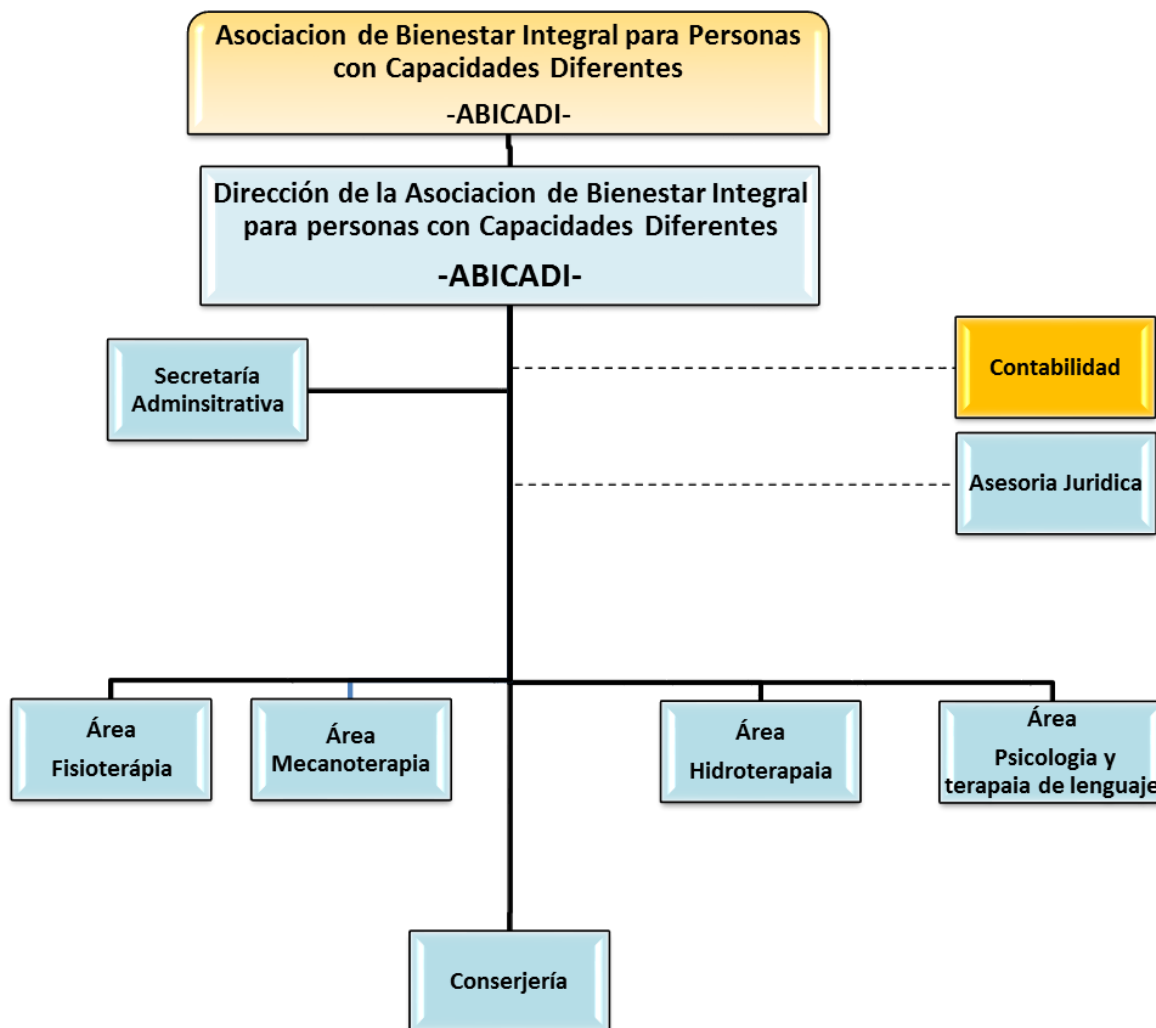 Asociacion de Bienestar Integral para Personas
con Capacidades Diferentes
-ABICADI-
Dirección de la Asociacion de Bienestar Integral
para personas con Capacidades Diferentes
-ABICADI-
Secretaría
Adminsitrativa
Contabilidad
Asesoria Juridica
Área
Fisioterápia
Área
Mecanoterapia
Área
Hidroterapaia
Área
Psicologia y
terapaia de lenguaje
Conserjería